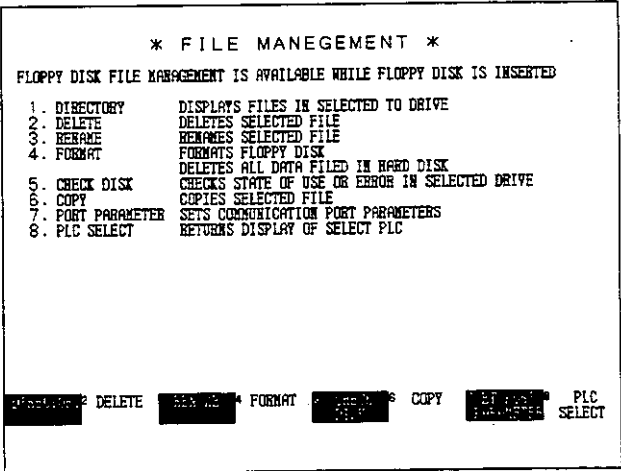 * FILE MANEGEMENT *
FLOPPY DISK FILE MANAGEMENT IS AVAILABLE WHILE FLOPPY DISK IS INSERTED
1. DIRECTORY DISPLAYS FILES IN SELECTED TO DRIVE
2. DELETE DELETES SELECTED FILE
3. RENAME RENAMES SELECTED FILE
4. FORMAT FORMATS FLOPPY DISK
DELETES ALL DATA FILED IN HARD DISK
5. CHECK DISK CHECKS STATE OF USE OR ERROR IN SELECTED DRIVE
6. COPY COPIES SELECTED FILE
7. PORT PARAMETER SETS COMMUNICATION PORT PARAMETERS
8. PLC SELECT RETURNS DISPLAY OF SELECT PLC
2 DELETE 4 FORMAT 6 COPY PARAMETER PLC SELECT